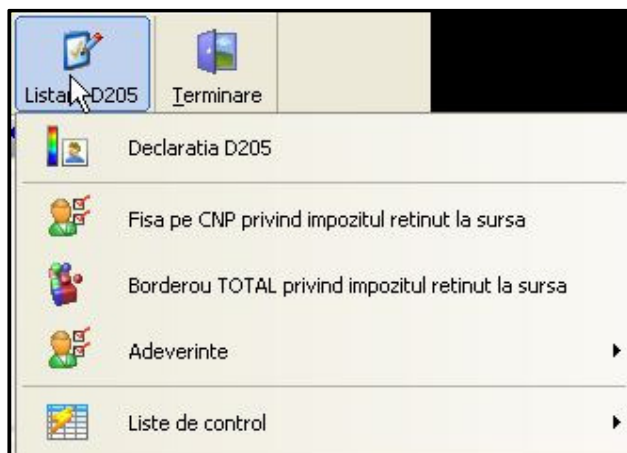 Listare D205
Terminare
Declaratia D205
Fisa pe CNP privind impozitul retinut la sursa
Borderou TOTAL privind impozitul retinut la sursa
Adeverinte
Liste de control